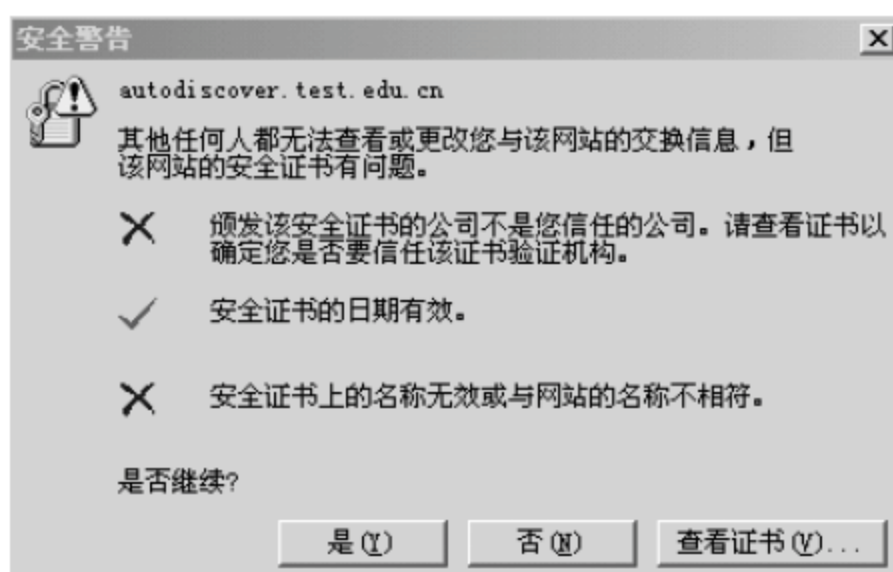 安全警告
autodiscover.test.edu.cn
其他任何人都无法查看或更改您与该网站的交换信息，但
该网站的安全证书有问题。
颁发该安全证书的公司不是您信任的公司。请查看证书以
确定您是否要信任该证书验证机构。
安全证书的日期有效。
安全证书上的名称无效或与网站的名称不相符。
是否继续?
是(Y) 否(N) 查看证书(V)...